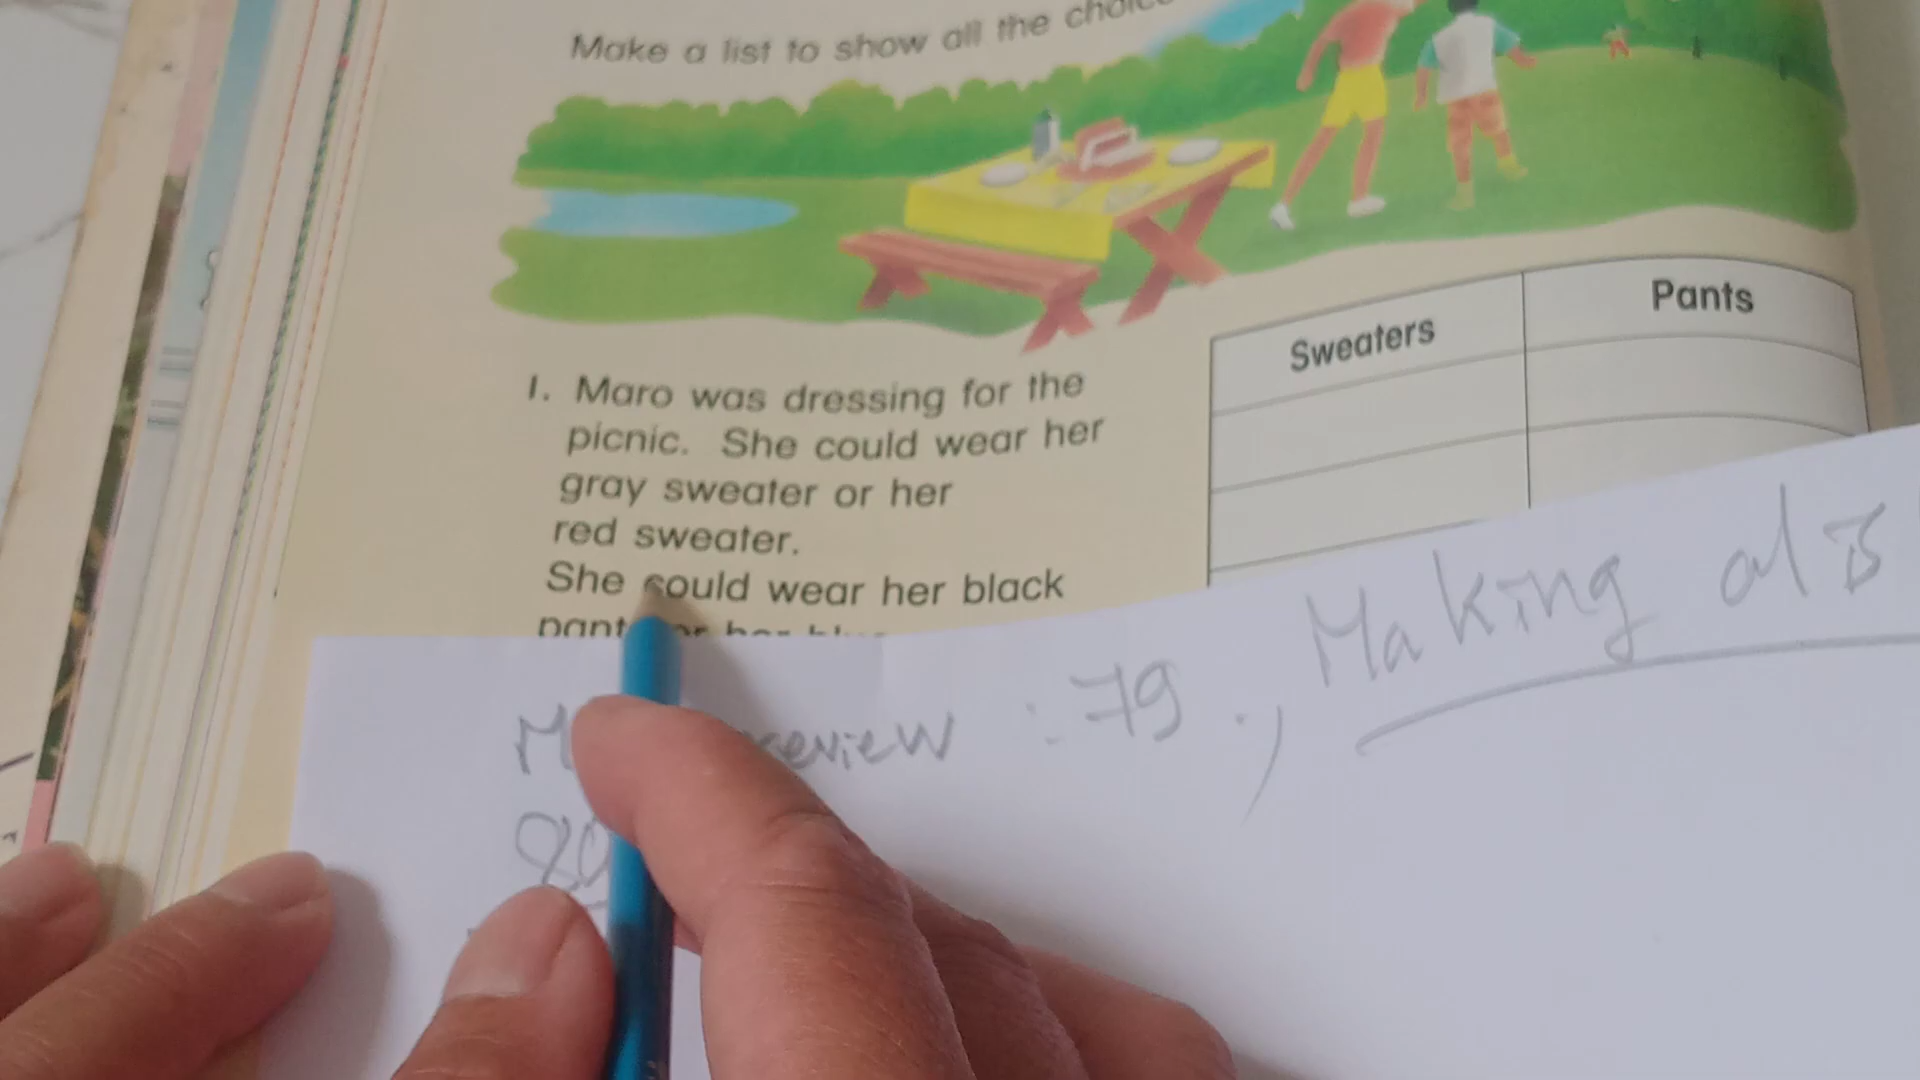 Make a list to show all the
Sweaters
Pants
1. Maro was dressing for the
picnic. She could wear her
gray sweater or her
red sweater.
She could wear her black
review : 79., Making